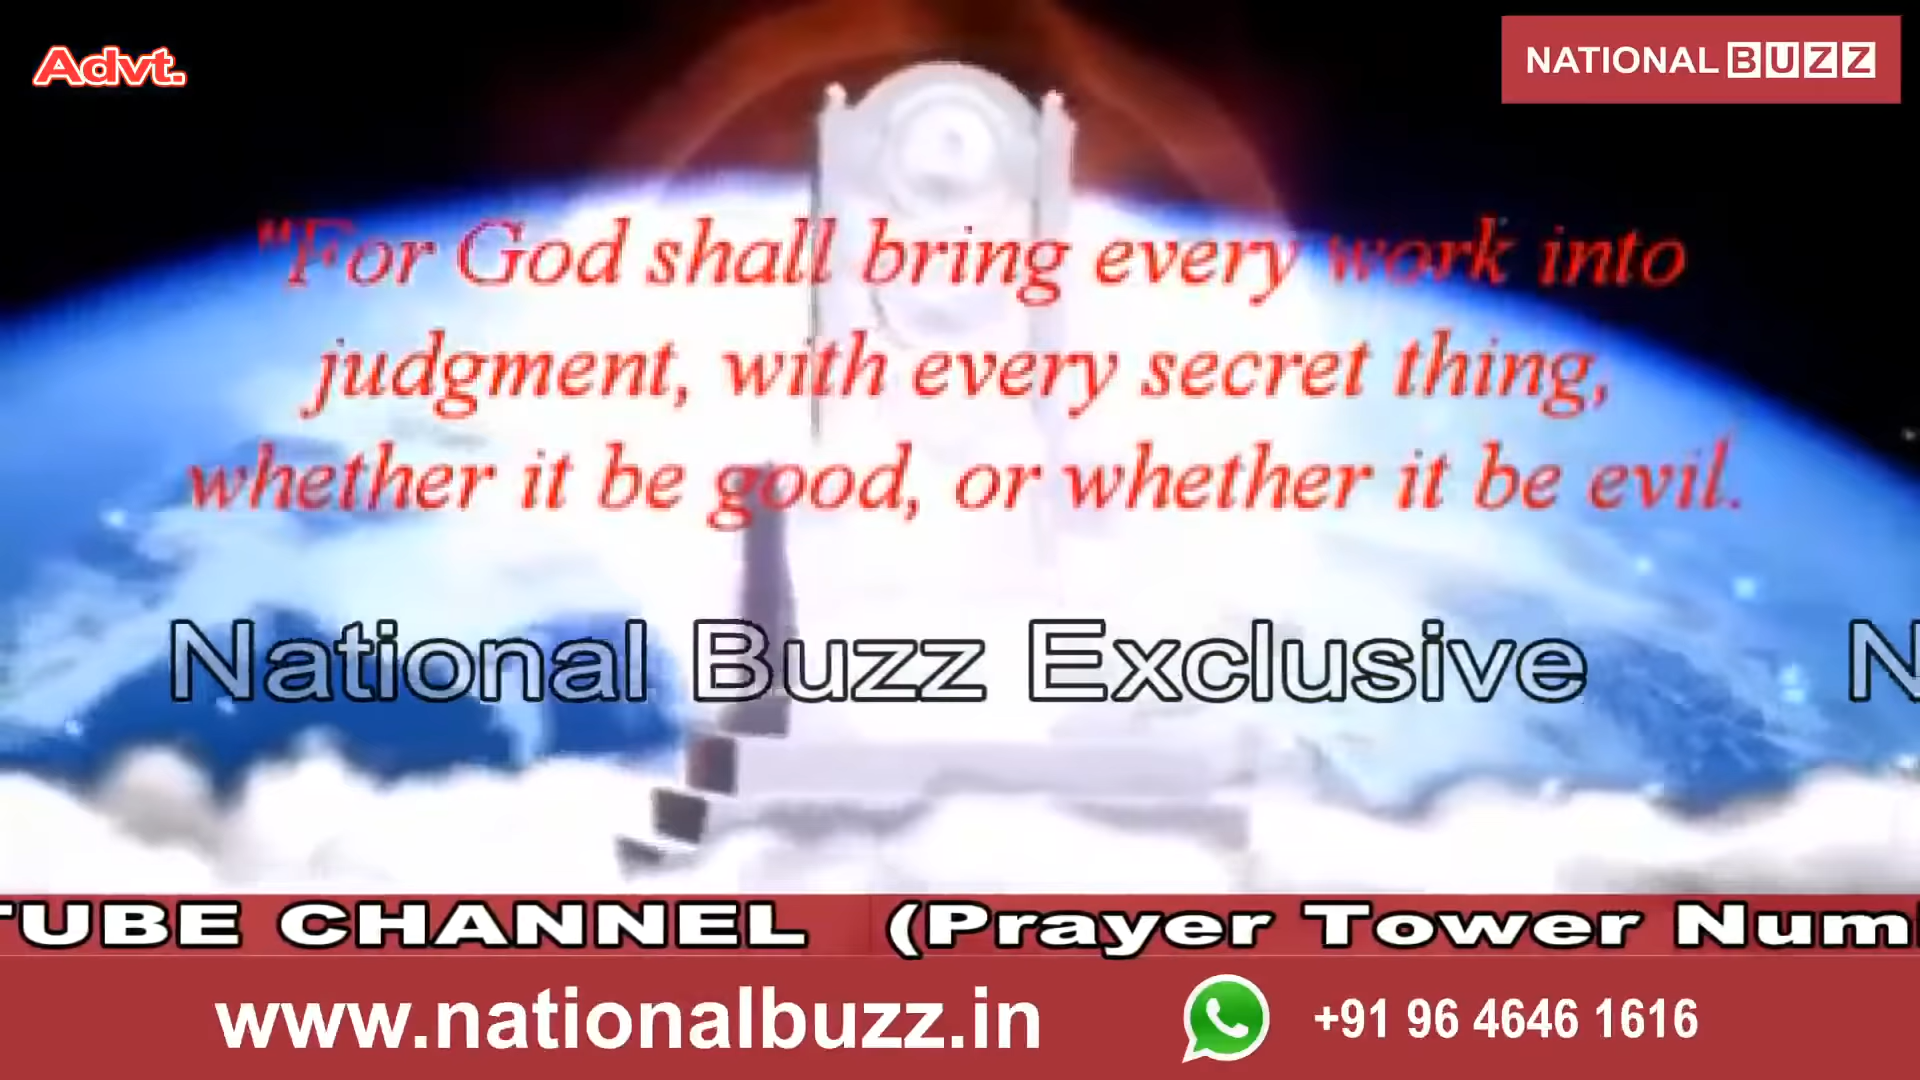 Advt.
NATIONAL BUZZ
"For God shall bring every work into
judgment, with every secret thing,
whether it be good, or whether it be evil.
National Buzz Exclusive N
TUBE CHANNEL (Prayer Tower Num
www.nationalbuzz.in +91 96 4646 1616